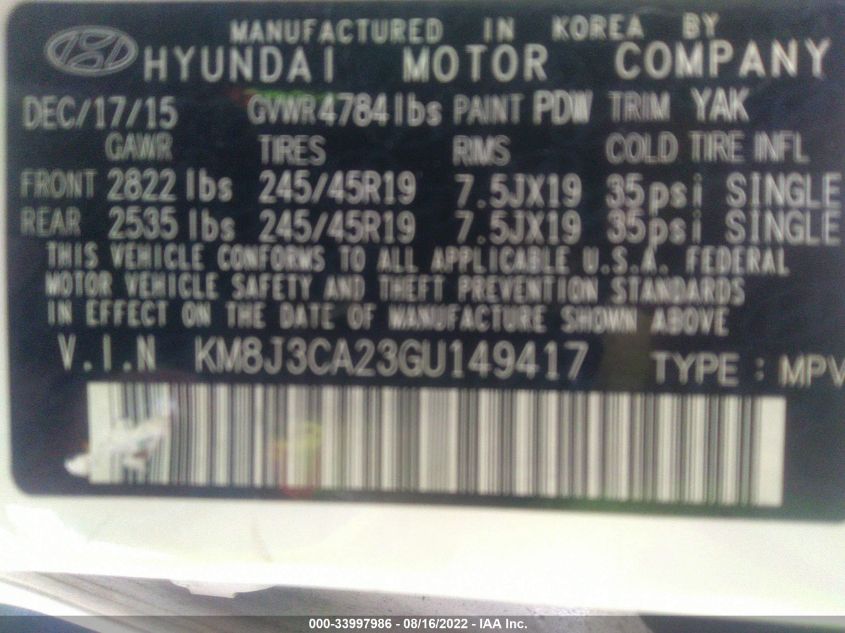 MANUFACTURED IN KOREA BY
HYUNDAI MOTOR COMPANY
DEC/17/15 GVWR 4784 lbs PAINT PDW TRIM YAK
GAWR TIRES RIMS COLD TIRE INFL
FRONT 2822 lbs 245/45R19 7.5JX19 35psi SINGLE
REAR 2535 lbs 245/45R19 7.5JX19 35psi SINGLE
THIS VEHICLE CONFORMS TO ALL APPLICABLE U.S.A. FEDERAL
MOTOR VEHICLE SAFETY AND THEFT PREVENTION STANDARDS
IN EFFECT ON THE DATE OF MANUFACTURE SHOWN ABOVE
V.I.N KM8J3CA23GU149417 TYPE : MPV
000-33997986 - 08/16/2022 - IAA Inc.